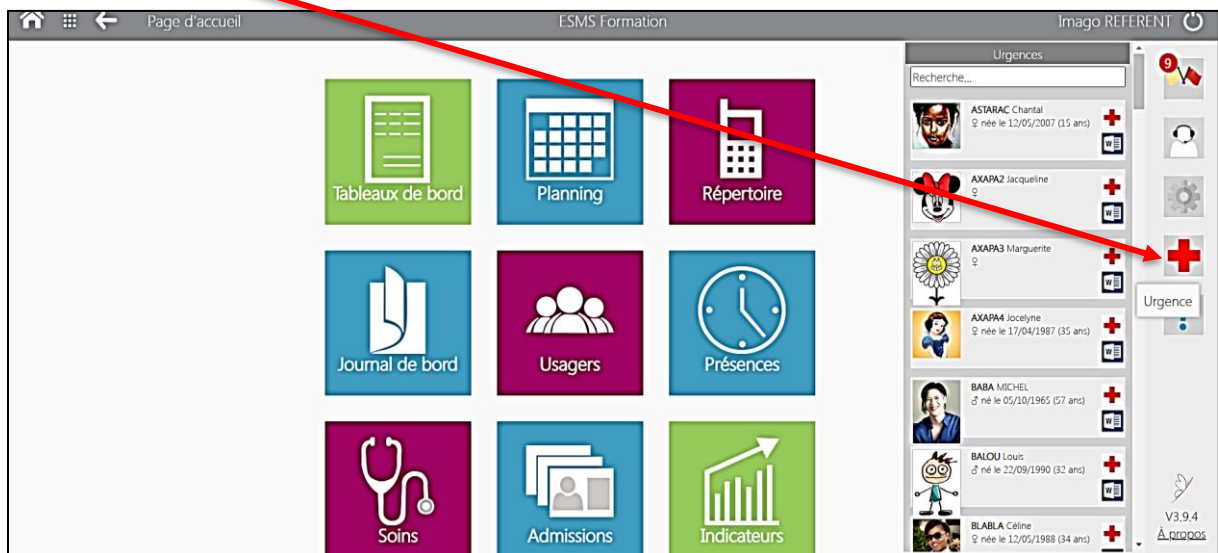 Page d'accueil
ESMS Formation
Imago REFERENT
Tableaux de bord
Planning
Répertoire
Journal de bord
Usagers
Présences
Soins
Admissions
Indicateurs
Urgences
Recherche...
ASTARAC Chantal
♀ née le 12/05/2007 (15 ans)
AXAPA2 Jacqueline
♀
AXAPA3 Marguerite
♀
AXAPA4 Jocelyne
♀ née le 17/04/1987 (35 ans)
BABA MICHEL
♂ né le 05/10/1965 (57 ans)
BALOU Louis
♂ né le 22/09/1990 (32 ans)
BLABLA Céline
♀ née le 12/05/1988 (34 ans)
9
Urgence
V3.9.4
À propos